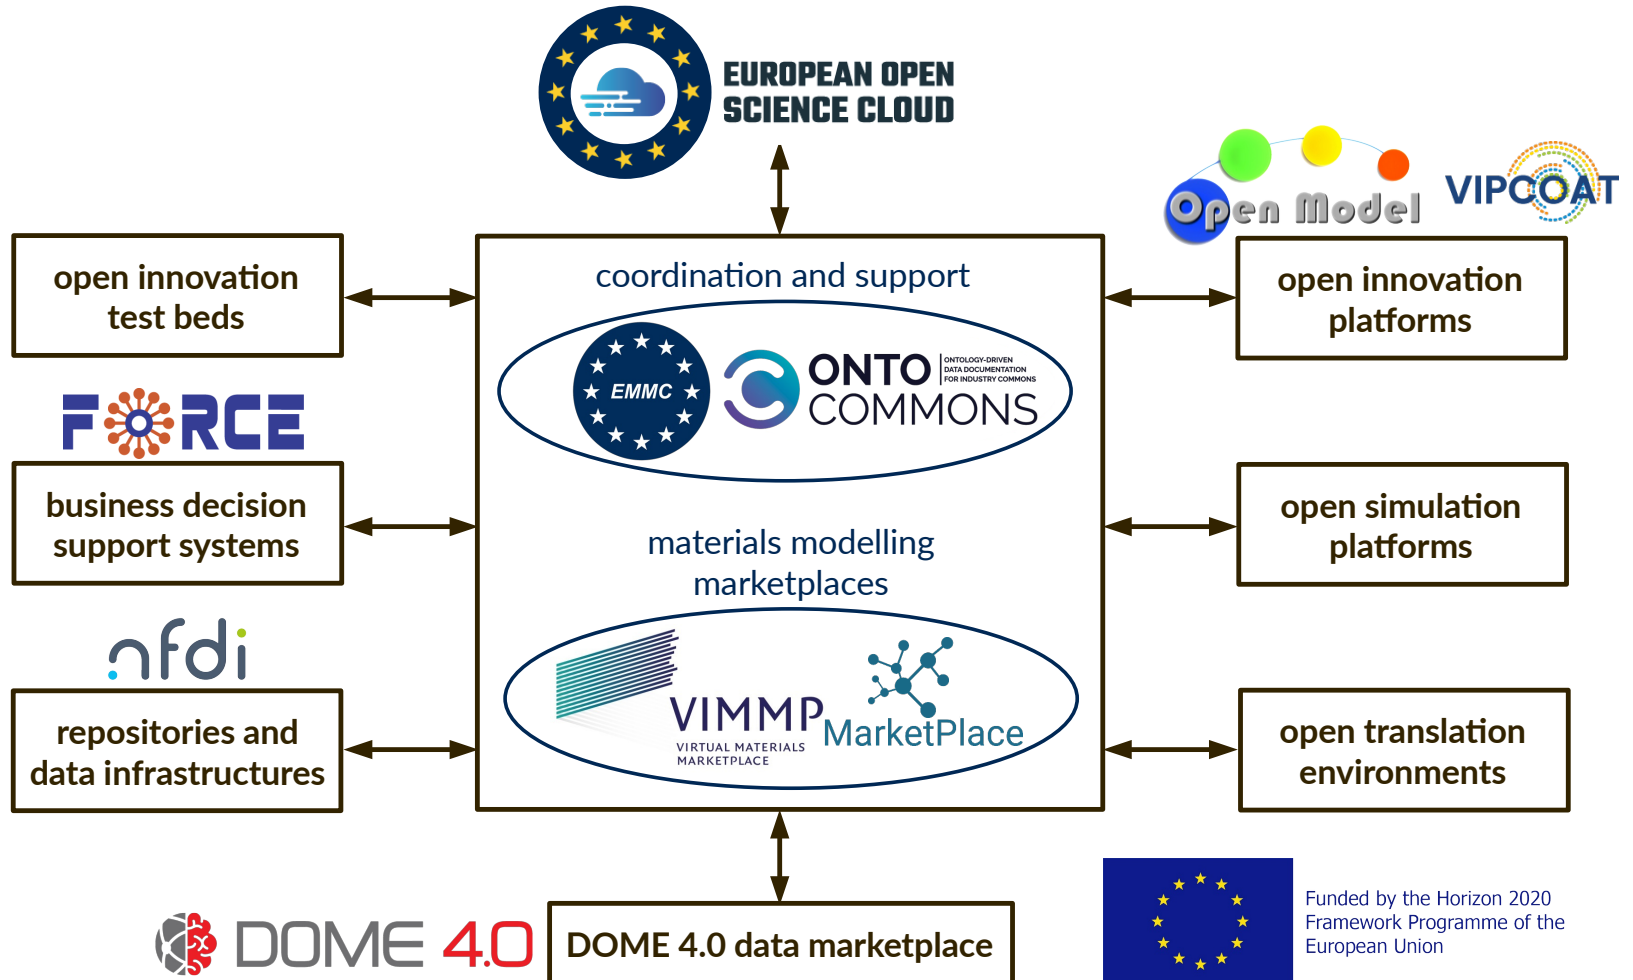 EUROPEAN OPEN
SCIENCE CLOUD
Open Model
VIPCOAT
open innovation
test beds
coordination and support
EMMC
ONTO
COMMONS
ONTOLOGY-DRIVEN
DATA DOCUMENTATION
FOR INDUSTRY COMMONS
open innovation
platforms
FORCE
business decision
support systems
materials modelling
marketplaces
open simulation
platforms
nfdi
repositories and
data infrastructures
VIMMP
VIRTUAL MATERIALS
MARKETPLACE
MarketPlace
open translation
environments
DOME 4.0
DOME 4.0 data marketplace
Funded by the Horizon 2020
Framework Programme of the
European Union